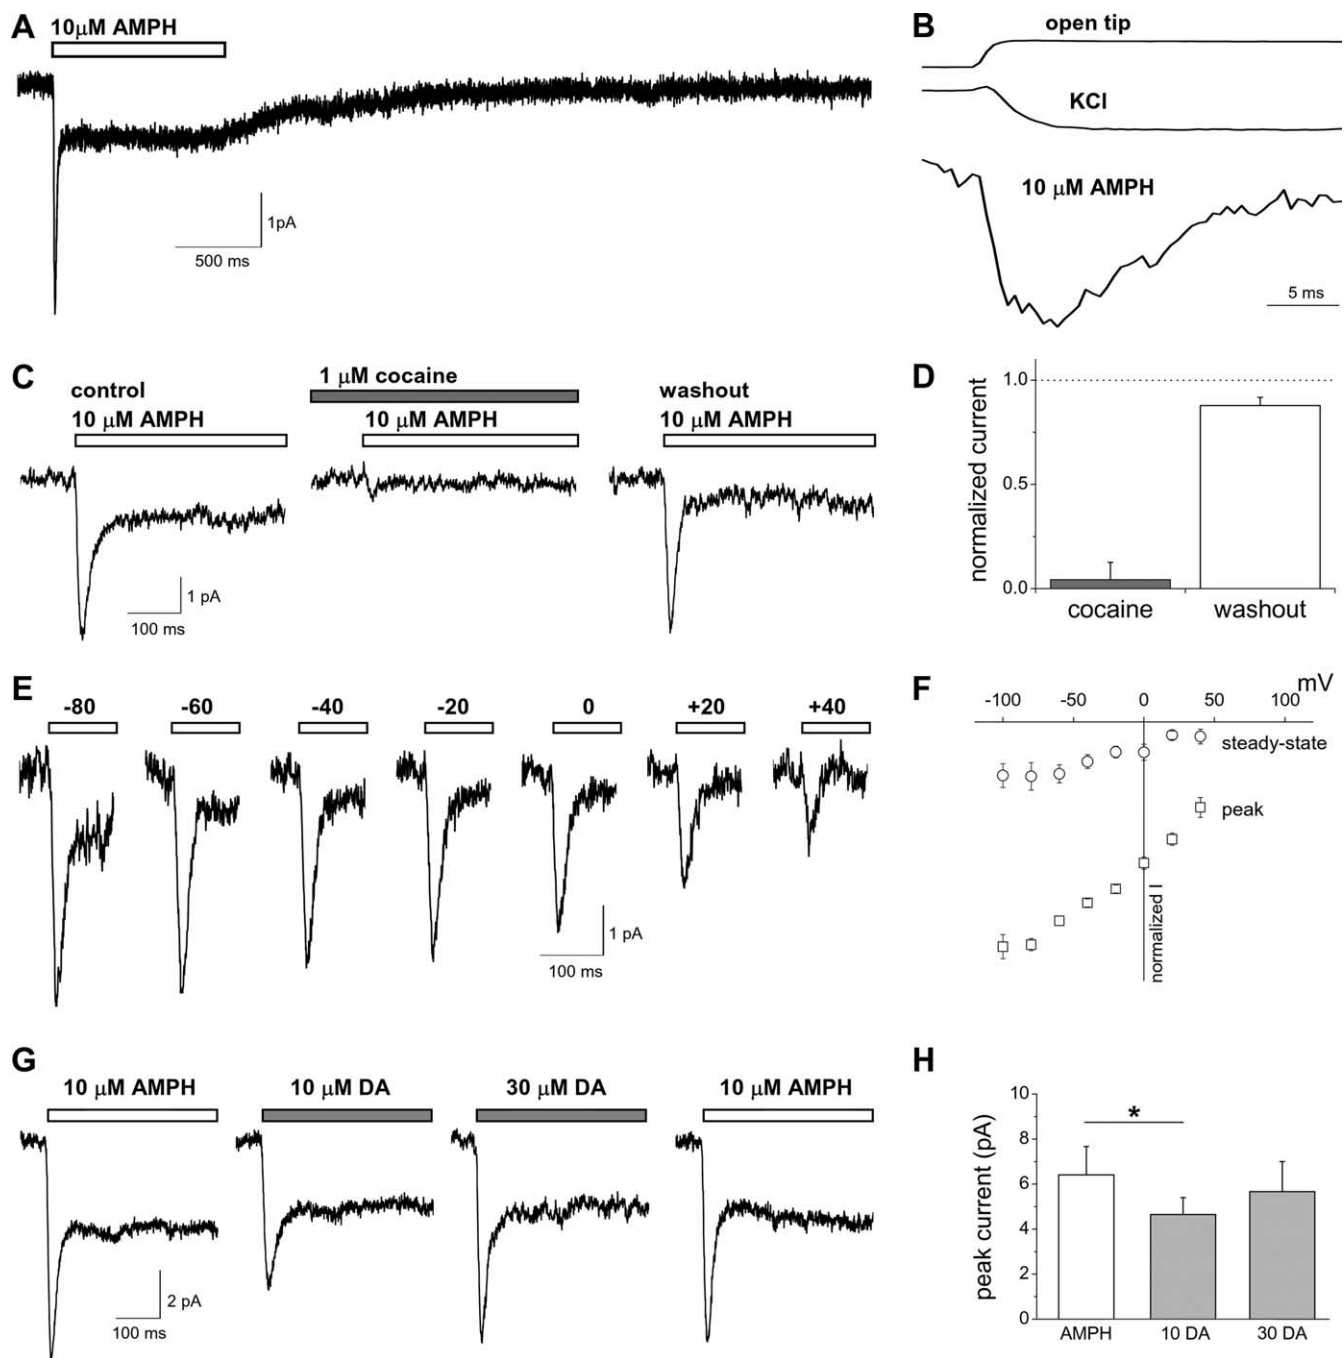 A
10μM AMPH
1pA
500 ms
B
open tip
KCl
10 μM AMPH
5 ms
C
control
10 μM AMPH
1 μM cocaine
10 μM AMPH
washout
10 μM AMPH
1 pA
100 ms
D
normalized current
1.0
0.5
0.0
cocaine
washout
E
-80
-60
-40
-20
0
+20
+40
1 pA
100 ms
F
mV
-100
-50
0
50
100
steady-state
peak
normalized I
G
10 μM AMPH
10 μM DA
30 μM DA
10 μM AMPH
2 pA
100 ms
H
peak current (pA)
10
8
6
4
2
0
*
AMPH
10 DA
30 DA